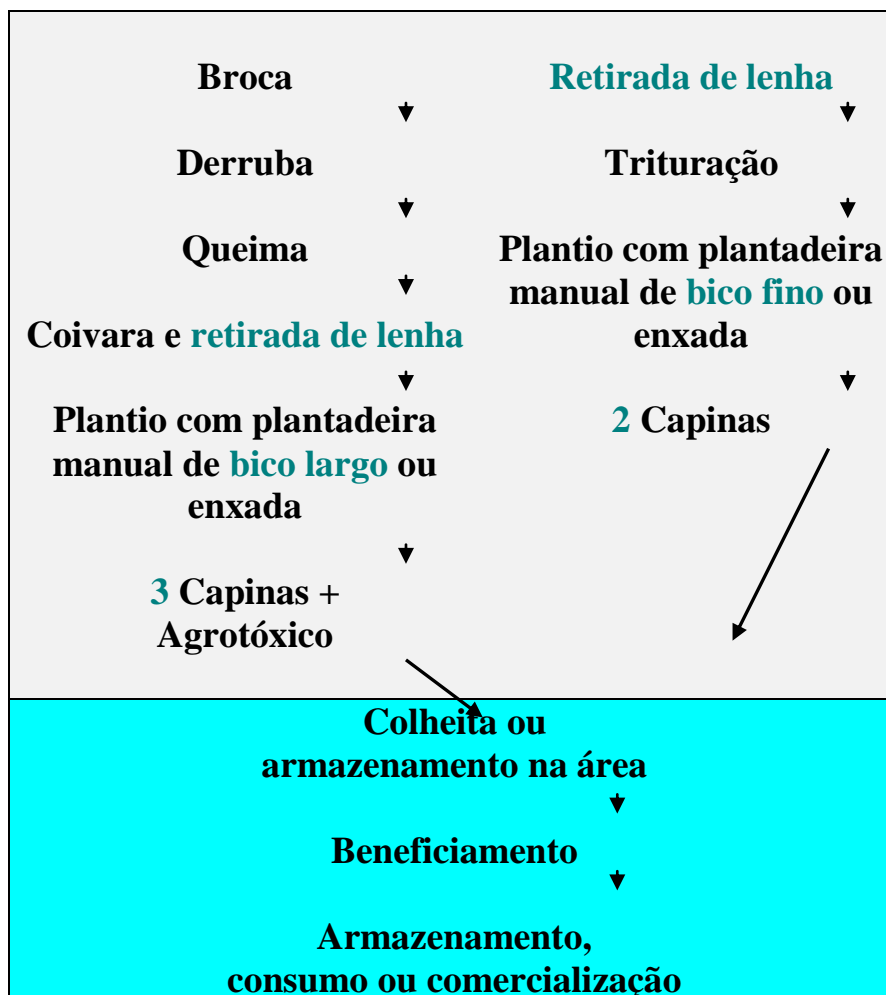 Broca
Derruba
Queima
Coivara e retirada de lenha
Plantio com plantadeira
manual de bico largo ou
enxada
3 Capinas +
Agrotóxico
Retirada de lenha
Trituração
Plantio com plantadeira
manual de bico fino ou
enxada
2 Capinas
Colheita ou
armazenamento na área
Beneficiamento
Armazenamento,
consumo ou comercialização